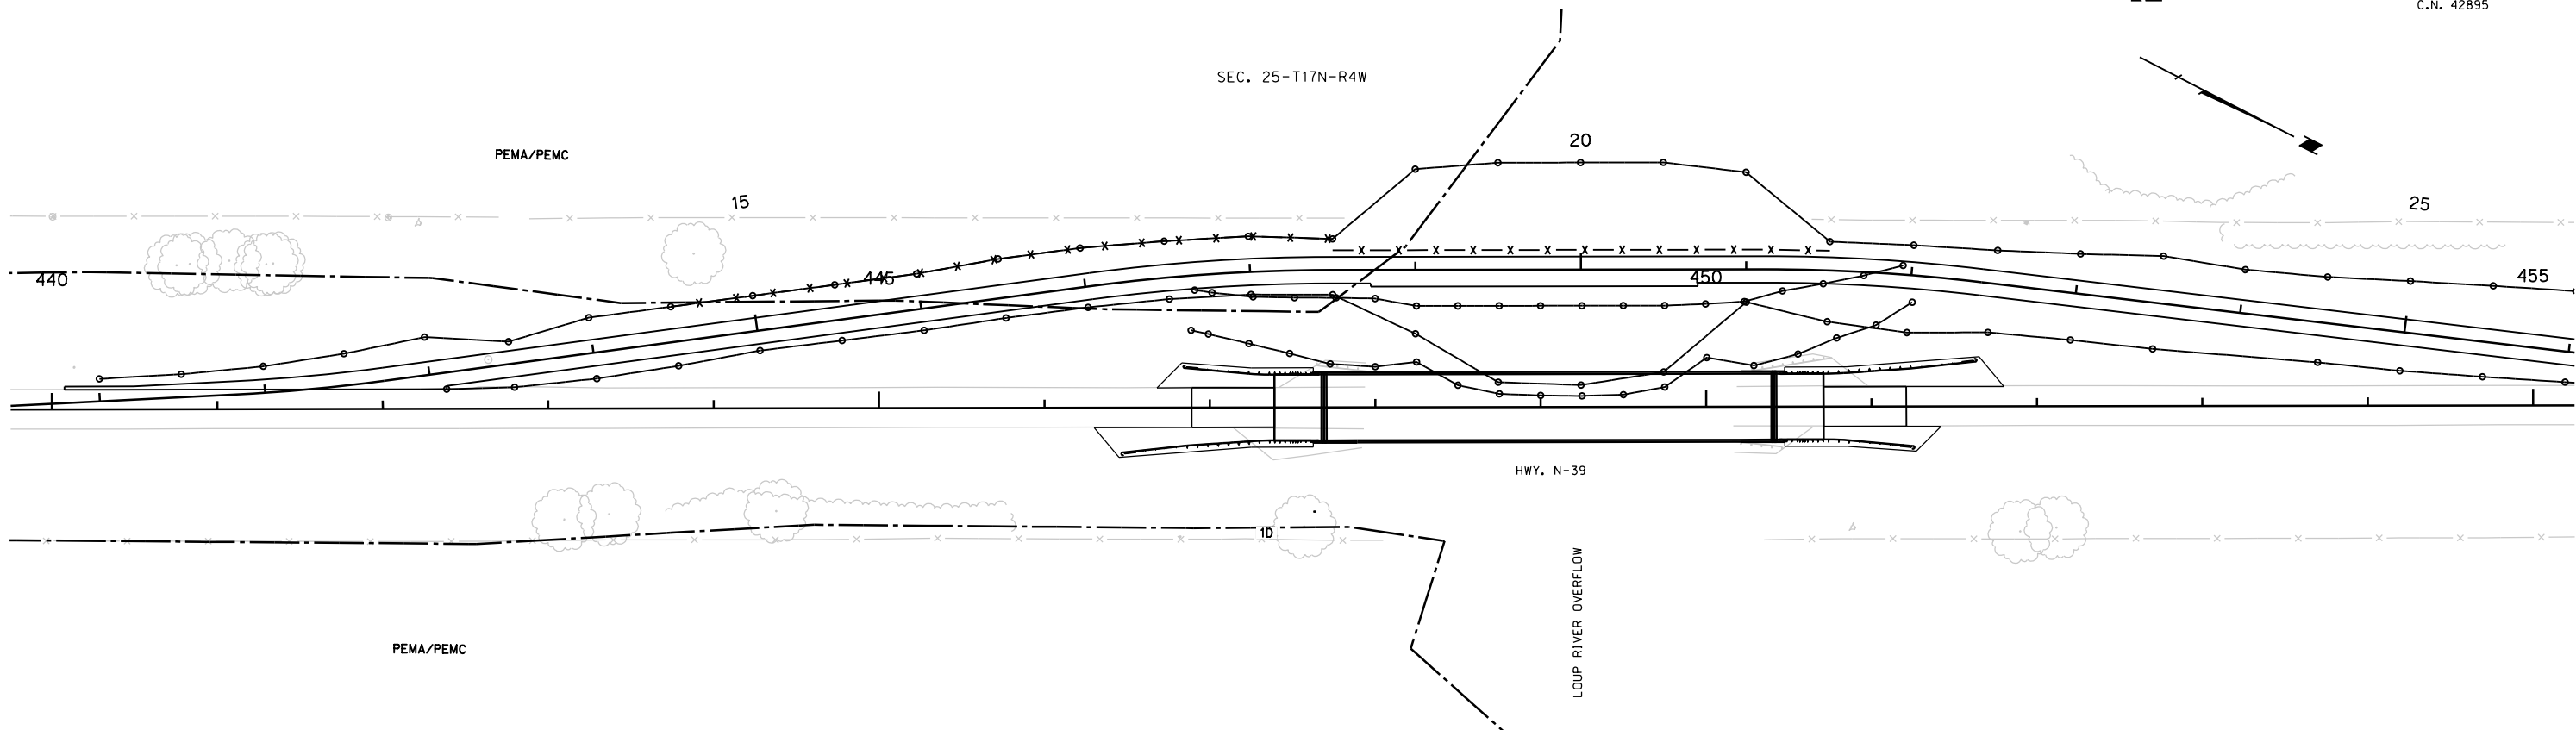 C.N. 42895
SEC. 25-T17N-R4W
20
PEMA/PEMC
15
25
440
445
450
455
HWY. N-39
1D
LOUP RIVER OVERFLOW
PEMA/PEMC